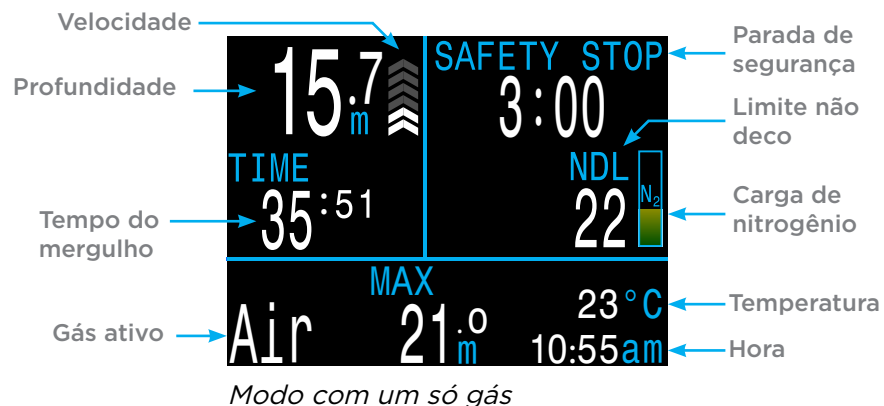 Velocidade
Profundidade
15.7
m
SAFETY STOP
3:00
Parada de
segurança
Limite não
deco
TIME
35:51
Tempo do
mergulho
NDL
22
N₂
Carga de
nitrogênio
Gás ativo
Air
MAX
21.0
m
23°C
10:55am
Temperatura
Hora
Modo com um só gás